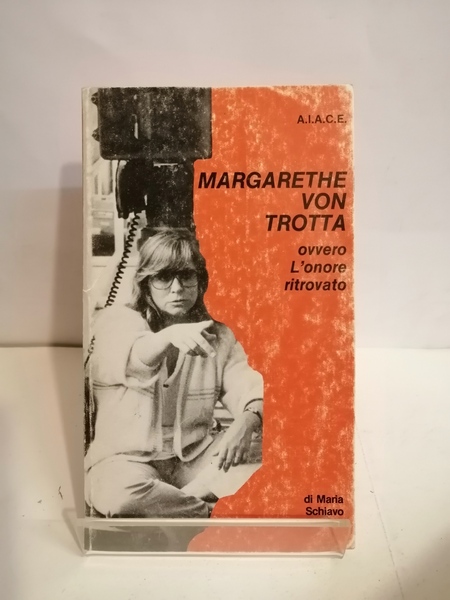 A.I.A.C.E.
MARGARETHE
VON
TROTTA
ovvero
L'onore
ritrovato
di Maria
Schiavo